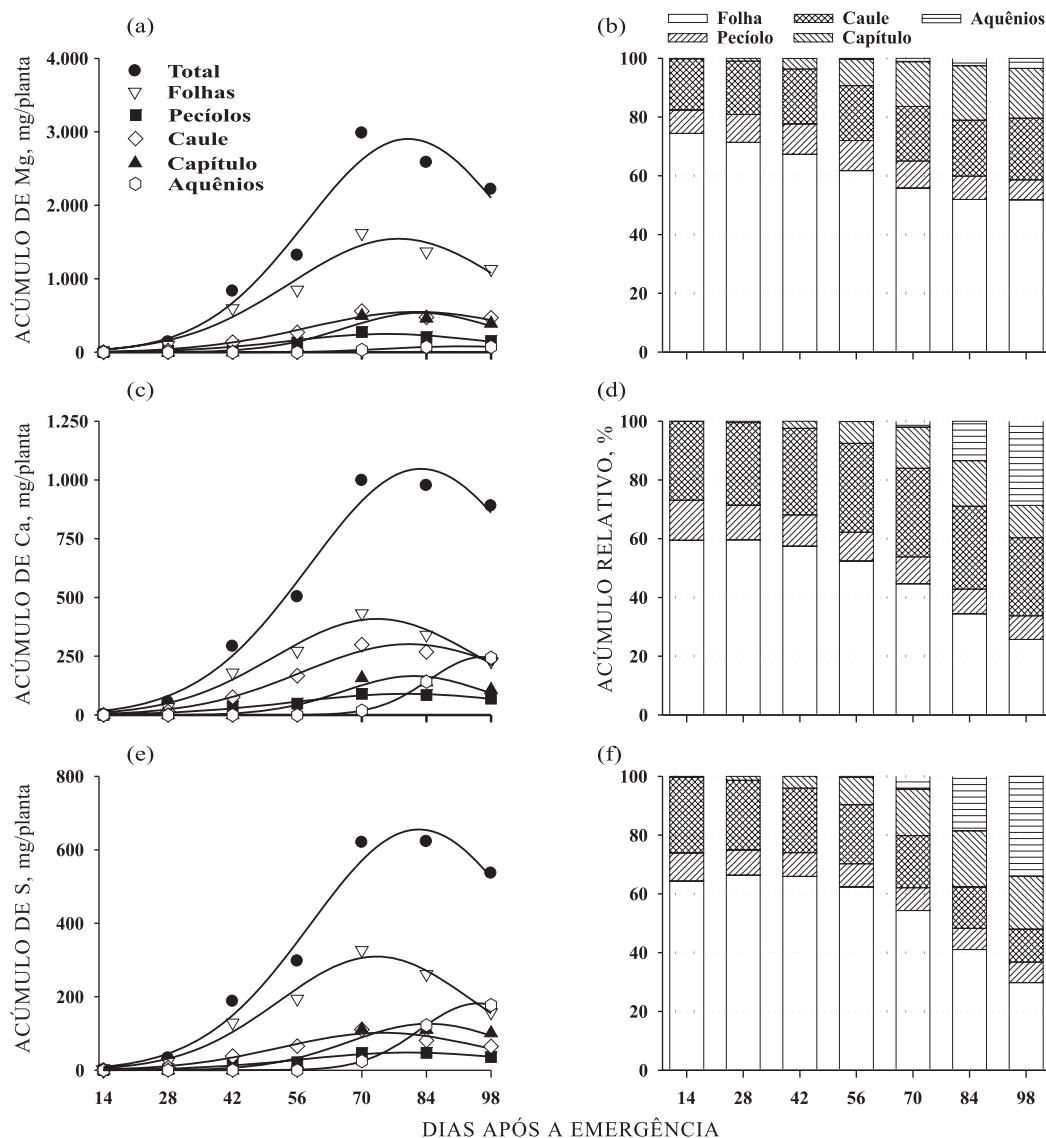 (a)
(b)
Folha
Caule
Aquênios
Pecíolo
Capítulo
ACÚMULO DE Mg, mg/planta
4.000
3.000
2.000
1.000
0
Total
Folhas
Pecíolos
Caule
Capítulo
Aquênios
100
80
60
40
20
0
(c)
(d)
ACÚMULO DE Ca, mg/planta
1.250
1.000
750
500
250
0
ACÚMULO RELATIVO, %
100
80
60
40
20
0
(e)
(f)
ACÚMULO DE S, mg/planta
800
600
400
200
0
100
80
60
40
20
0
14 28 42 56 70 84 98
14 28 42 56 70 84 98
DIAS APÓS A EMERGÊNCIA